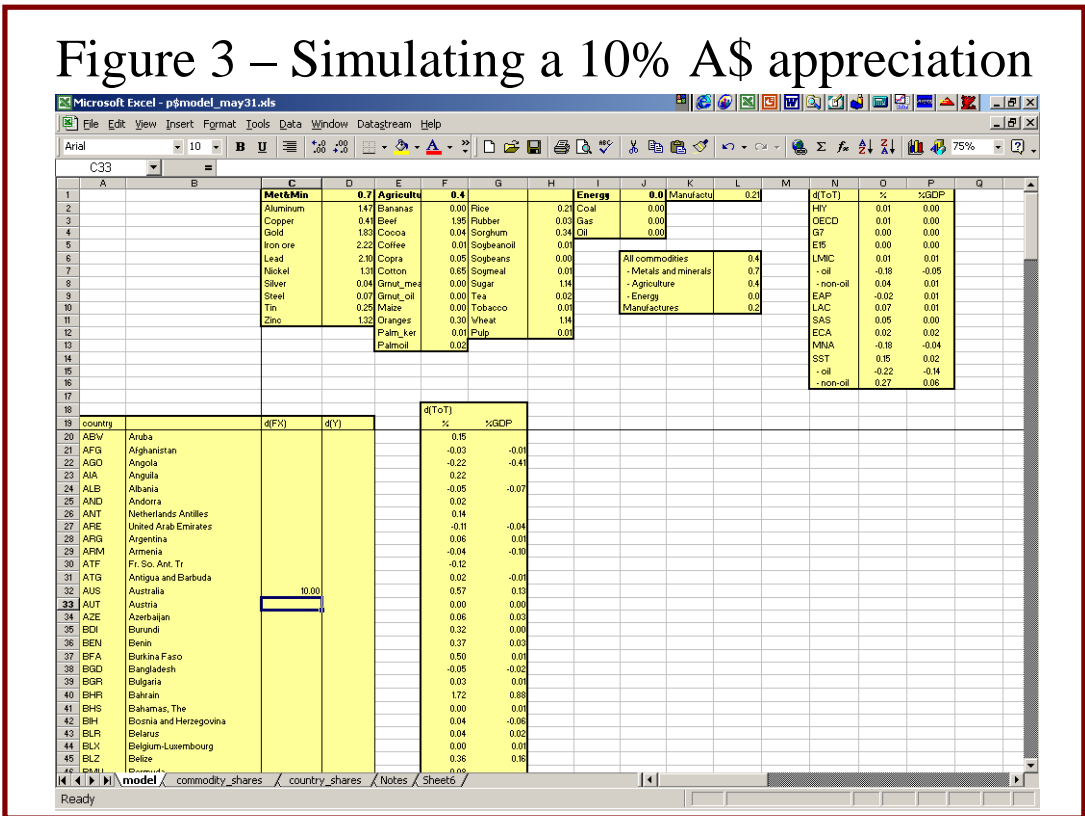 Figure 3 – Simulating a 10% A$ appreciation
Microsoft Excel - p$model_may31.xls
File Edit View Insert Format Tools Data Window Datastream Help
Arial 10 B U 75%
C33 =
A B C D E F G H I J K L M N O P Q
1 Met&Min 0.7 Agricultu 0.4 Energy 0.0 Manufactu 0.21 d(ToT) % %GDP
2 Aluminum 1.47 Bananas 0.00 Rice 0.21 Coal 0.00 HIY 0.01 0.00
3 Copper 0.41 Beef 1.95 Rubber 0.03 Gas 0.00 OECD 0.01 0.00
4 Gold 1.83 Cocoa 0.04 Sorghum 0.34 Oil 0.00 G7 0.00 0.00
5 Iron ore 2.22 Coffee 0.01 Soybeanoil 0.01 E15 0.00 0.00
6 Lead 2.10 Copra 0.05 Soybeans 0.00 All commodities 0.4 LMIC 0.01 0.01
7 Nickel 1.31 Cotton 0.65 Soymeal 0.01 - Metals and minerals 0.7 - oil -0.18 -0.05
8 Silver 0.04 Grnut_mea 0.00 Sugar 1.14 - Agriculture 0.4 - non-oil 0.04 0.01
9 Steel 0.07 Grnut_oil 0.00 Tea 0.02 - Energy 0.0 EAP -0.02 0.01
10 Tin 0.25 Maize 0.00 Tobacco 0.01 Manufactures 0.2 LAC 0.07 0.01
11 Zinc 1.32 Oranges 0.30 Wheat 1.14 SAS 0.05 0.00
12 Palm_ker 0.01 Pulp 0.01 ECA 0.02 0.02
13 Palmoil 0.02 MNA -0.18 -0.04
14 SST 0.15 0.02
15 - oil -0.22 -0.14
16 - non-oil 0.27 0.06
17
18 d(ToT)
19 country d(FX) d(Y) % %GDP
20 ABW Aruba 0.15
21 AFG Afghanistan -0.03 -0.01
22 AGO Angola -0.22 -0.41
23 AIA Anguila 0.22
24 ALB Albania -0.05 -0.07
25 AND Andorra 0.02
26 ANT Netherlands Antilles 0.14
27 ARE United Arab Emirates -0.11 -0.04
28 ARG Argentina 0.06 0.01
29 ARM Armenia -0.04 -0.10
30 ATF Fr. So. Ant. Tr -0.12
31 ATG Antigua and Barbuda 0.02 -0.01
32 AUS Australia 10.00 0.57 0.13
33 AUT Austria 0.00 0.00
34 AZE Azerbaijan 0.06 0.03
35 BDI Burundi 0.32 0.00
36 BEN Benin 0.37 0.03
37 BFA Burkina Faso 0.50 0.01
38 BGD Bangladesh -0.05 -0.02
39 BGR Bulgaria 0.03 0.01
40 BHR Bahrain 1.72 0.88
41 BHS Bahamas, The 0.00 0.01
42 BIH Bosnia and Herzegovina 0.04 -0.06
43 BLR Belarus 0.04 0.02
44 BLX Belgium-Luxembourg 0.00 0.01
45 BLZ Belize 0.36 0.16
model commodity_shares country_shares Notes Sheet6
Ready